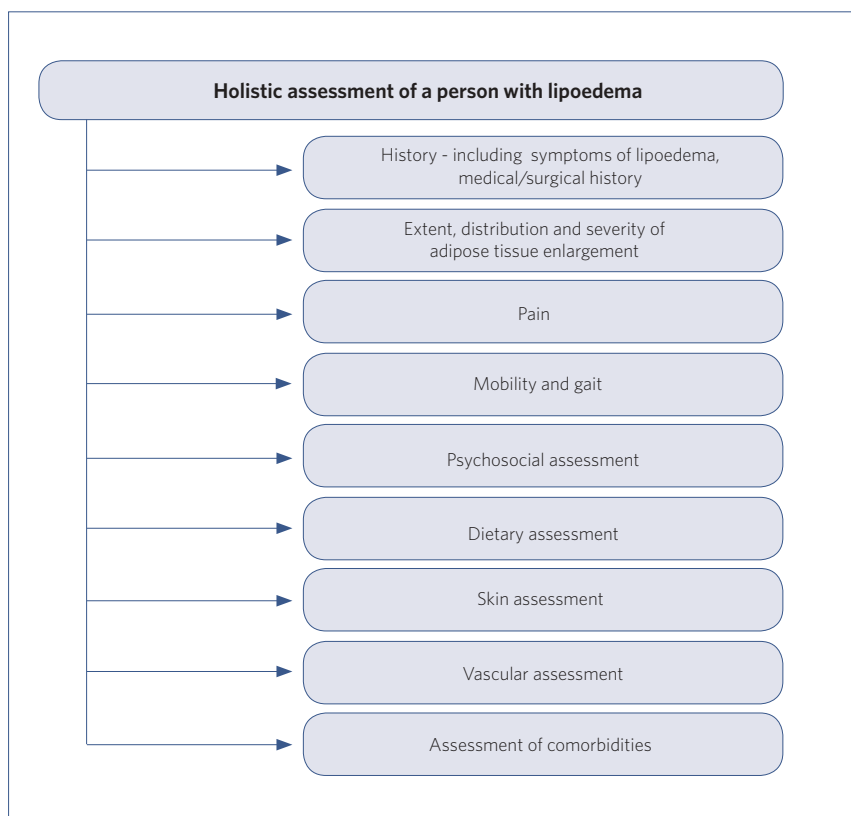 Holistic assessment of a person with lipoedema
History - including symptoms of lipoedema,
medical/surgical history
Extent, distribution and severity of
adipose tissue enlargement
Pain
Mobility and gait
Psychosocial assessment
Dietary assessment
Skin assessment
Vascular assessment
Assessment of comorbidities